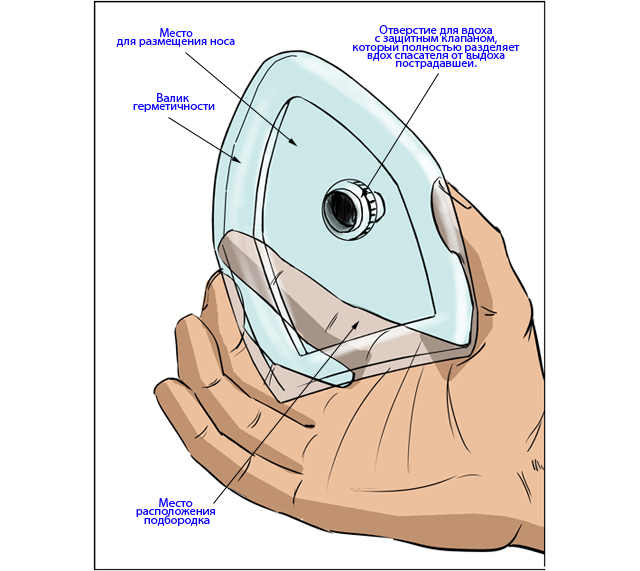 Место
для размещения носа
Отверстие для вдоха
с защитным клапаном,
который полностью разделяет
вдох спасателя от выдоха
пострадавшей.
Валик
герметичности
Место
расположения
подбородка